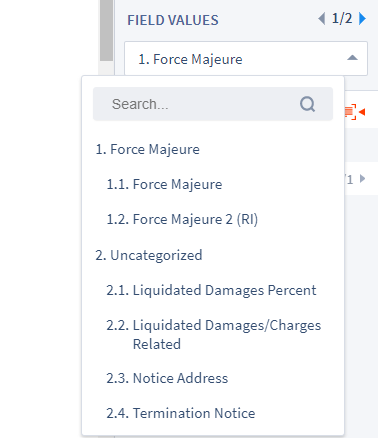 FIELD VALUES
1/2
1. Force Majeure
Search...
/1
1. Force Majeure
1.1. Force Majeure
1.2. Force Majeure 2 (RI)
2. Uncategorized
2.1. Liquidated Damages Percent
2.2. Liquidated Damages/Charges
Related
2.3. Notice Address
2.4. Termination Notice